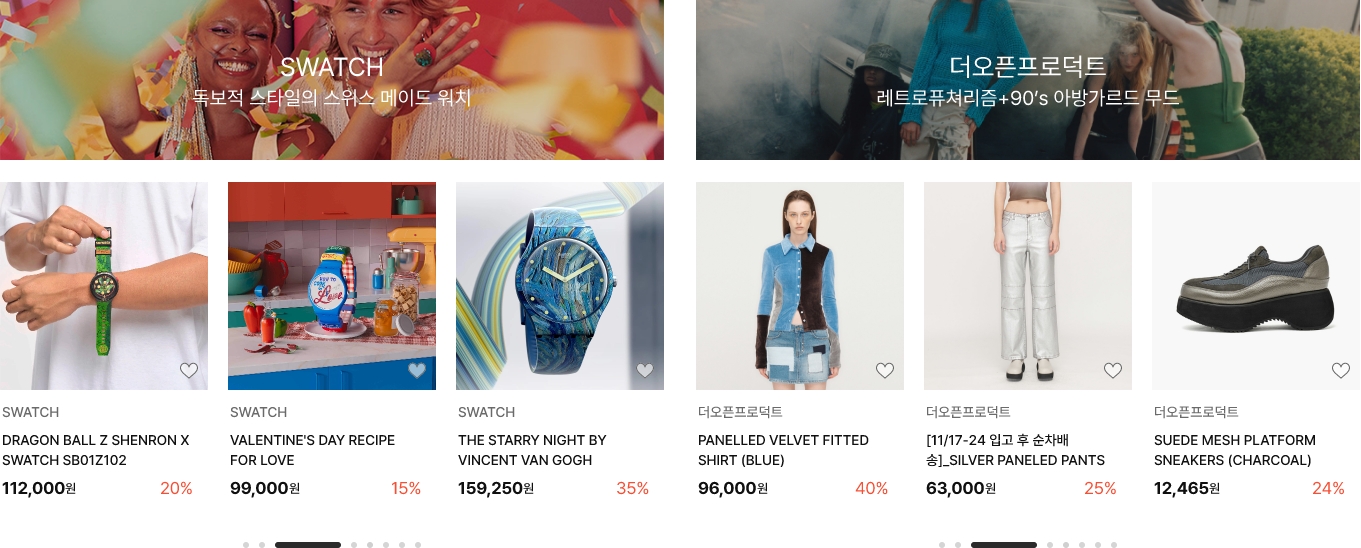 SWATCH
독보적 스타일의 스위스 메이드 워치
더오픈프로덕트
레트로퓨쳐리즘+90's 아방가르드 무드
SWATCH
DRAGON BALL Z SHENRON X
SWATCH SB01Z102
112,000원 20%
SWATCH
VALENTINE'S DAY RECIPE
FOR LOVE
99,000원 15%
SWATCH
THE STARRY NIGHT BY
VINCENT VAN GOGH
159,250원 35%
더오픈프로덕트
PANELLED VELVET FITTED
SHIRT (BLUE)
96,000원 40%
더오픈프로덕트
[11/17-24 입고 후 순차배
송]_SILVER PANELED PANTS
63,000원 25%
더오픈프로덕트
SUEDE MESH PLATFORM
SNEAKERS (CHARCOAL)
12,465원 24%